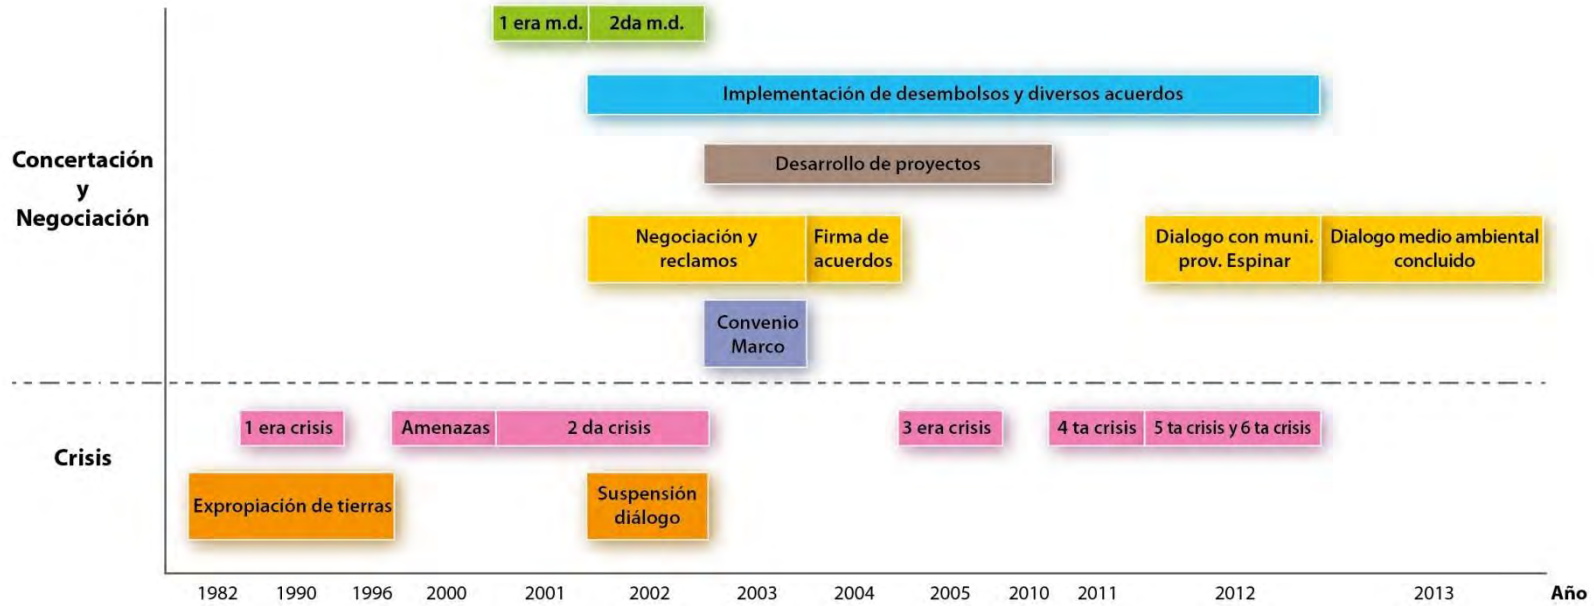 1 era m.d.
2da m.d.
Implementación de desembolsos y diversos acuerdos
Desarrollo de proyectos
Concertación
y
Negociación
Negociación y
reclamos
Firma de
acuerdos
Dialogo con muni.
prov. Espinar
Dialogo medio ambiental
concluido
Convenio
Marco
Crisis
1 era crisis
Amenazas
2 da crisis
3 era crisis
4 ta crisis
5 ta crisis y 6 ta crisis
Expropiación de tierras
Suspensión
diálogo
1982 1990 1996 2000 2001 2002 2003 2004 2005 2010 2011 2012 2013 Año